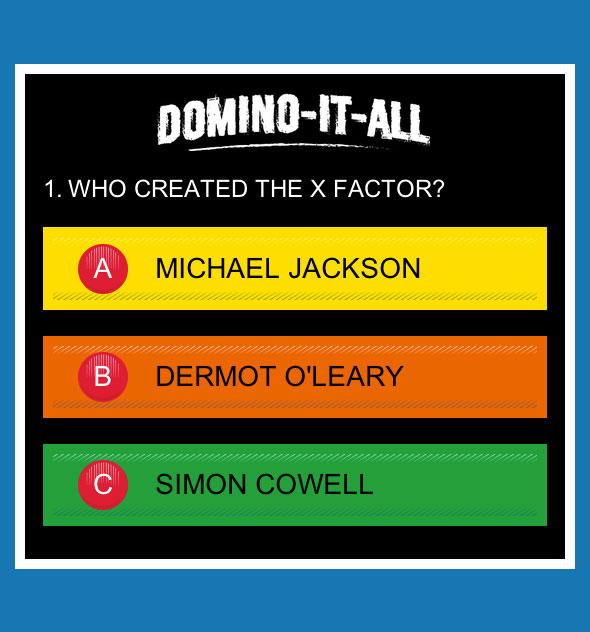 DOMINO-IT-ALL
1. WHO CREATED THE X FACTOR?
A MICHAEL JACKSON
B DERMOT O'LEARY
C SIMON COWELL